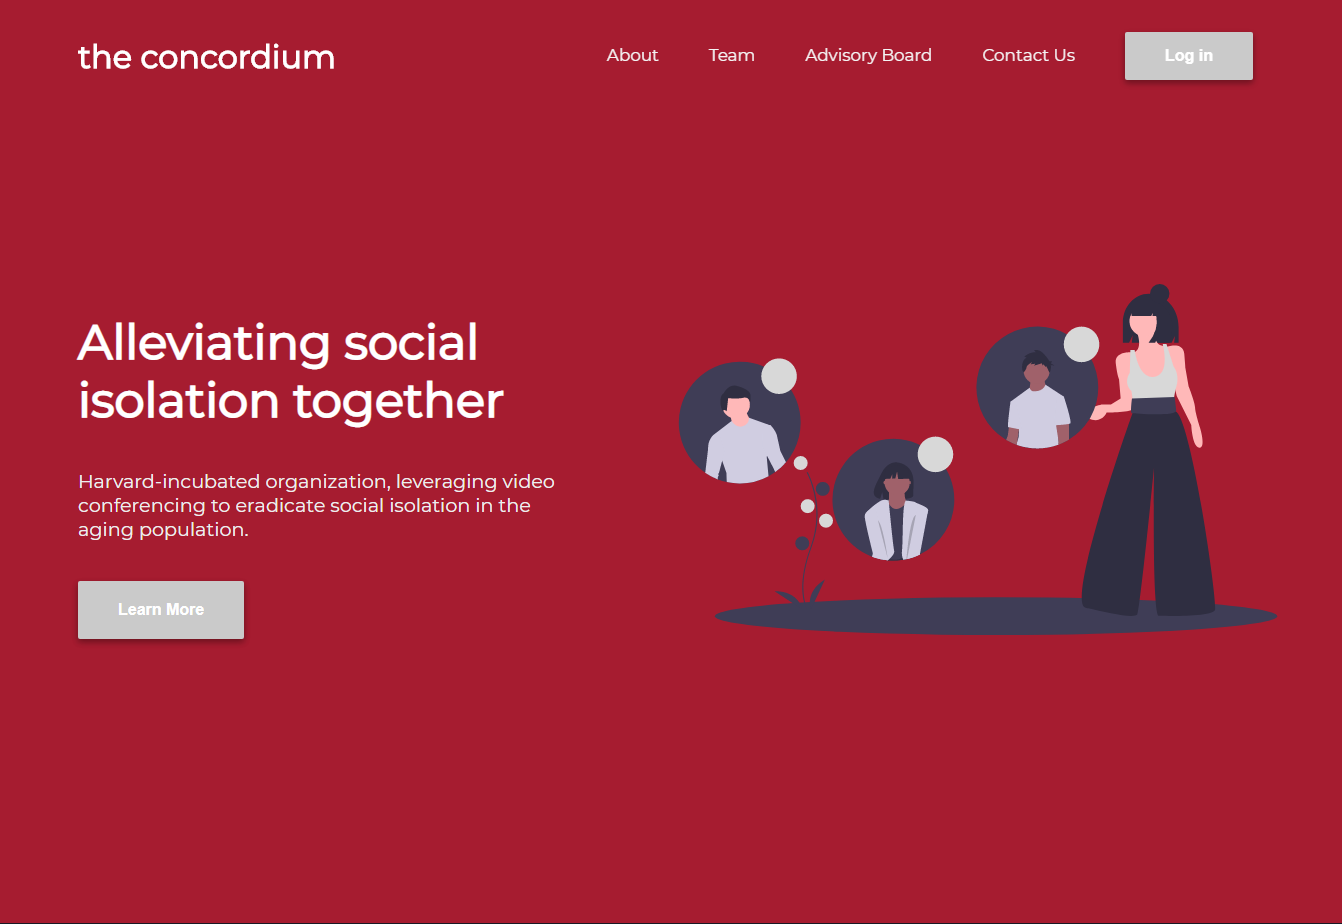 the concordium
About
Team
Advisory Board
Contact Us
Log in
Alleviating social
isolation together
Harvard-incubated organization, leveraging video
conferencing to eradicate social isolation in the
aging population.
Learn More